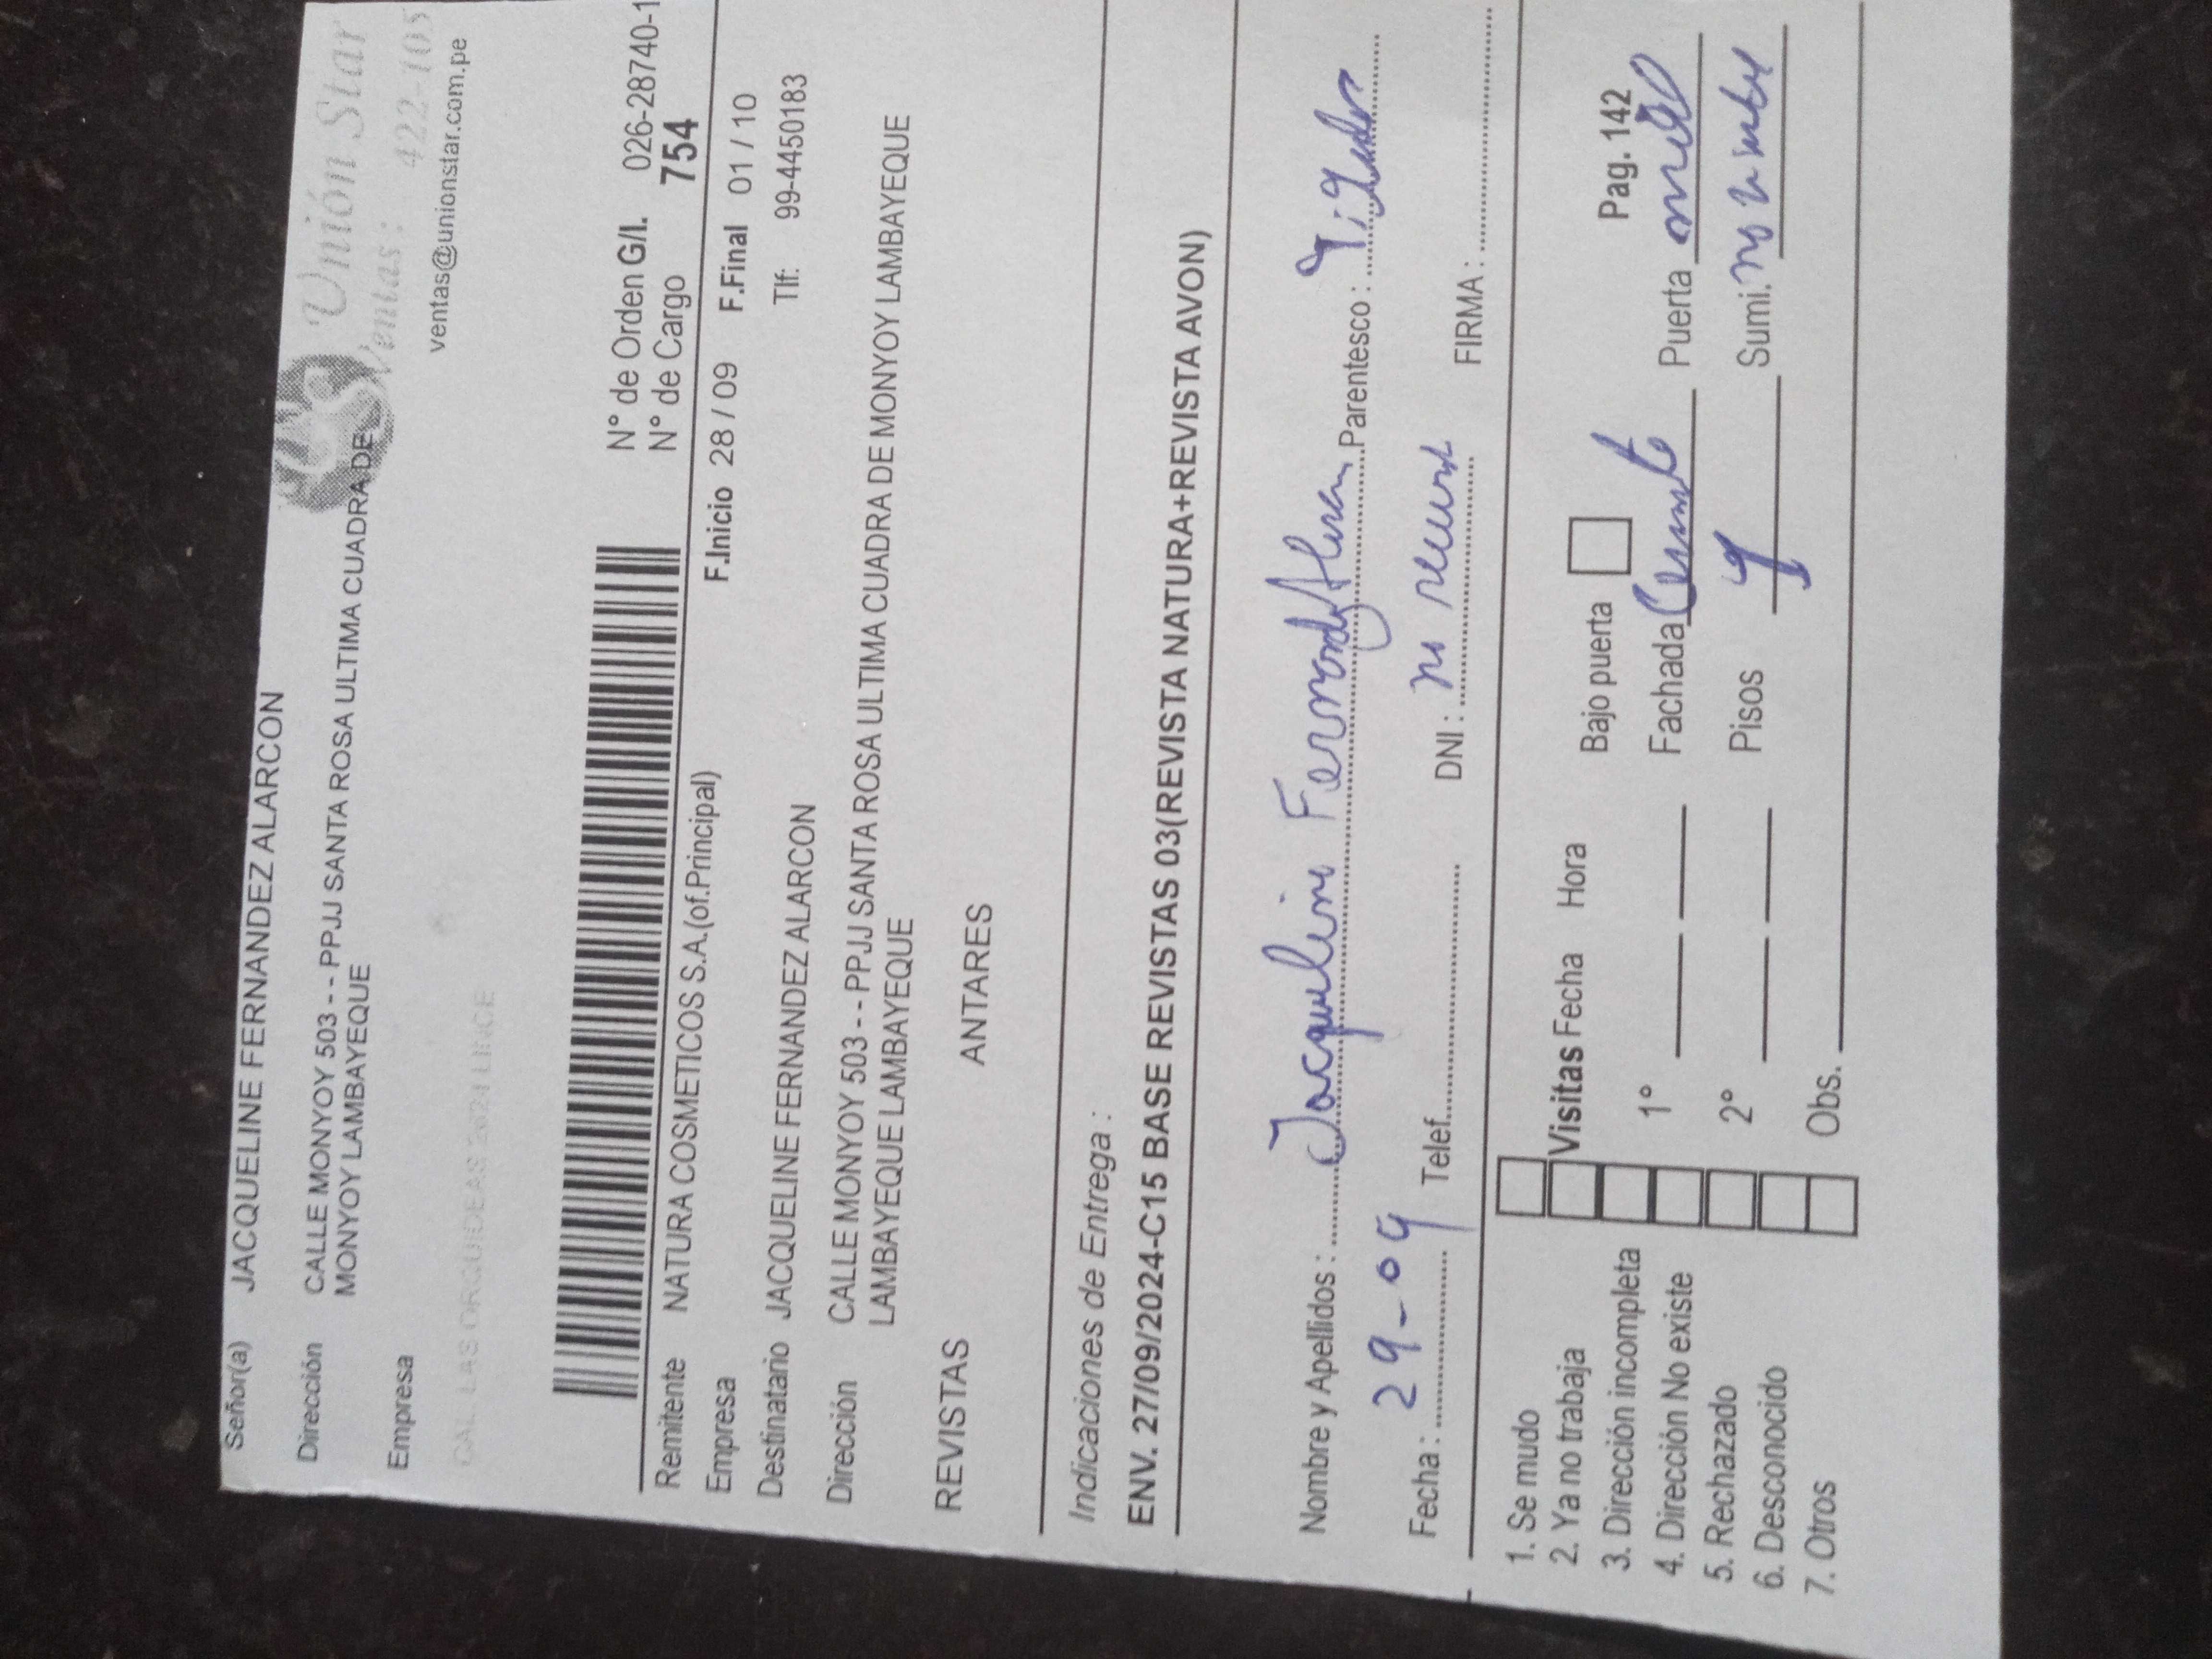 Señor(a) JACQUELINE FERNANDEZ ALARCON
Unión Star
Ventas: 422-105
Dirección CALLE MONYOY 503 - - PPJJ SANTA ROSA ULTIMA CUADRA DE
MONYOY LAMBAYEQUE
ventas@unionstar.com.pe
Empresa
N° de Orden G/I. 026-28740-1
N° de Cargo 754
Remitente NATURA COSMETICOS S.A.(of.Principal)
Empresa F.Inicio 28 / 09 F.Final 01 / 10
Destinatario JACQUELINE FERNANDEZ ALARCON Tlf: 99-4450183
Dirección CALLE MONYOY 503 - - PPJJ SANTA ROSA ULTIMA CUADRA DE MONYOY LAMBAYEQUE
LAMBAYEQUE LAMBAYEQUE
REVISTAS ANTARES
Indicaciones de Entrega :
ENV. 27/09/2024-C15 BASE REVISTAS 03(REVISTA NATURA+REVISTA AVON)
Nombre y Apellidos : Jacquelin Parentesco :
Fecha : 29-09 Telef. DNI : FIRMA :
1. Se mudo
2. Ya no trabaja Visitas Fecha Hora Bajo puerta Pag. 142
3. Dirección incompleta
4. Dirección No existe 1° Fachada Puerta
5. Rechazado
6. Desconocido 2° Pisos Sumi.
7. Otros Obs.